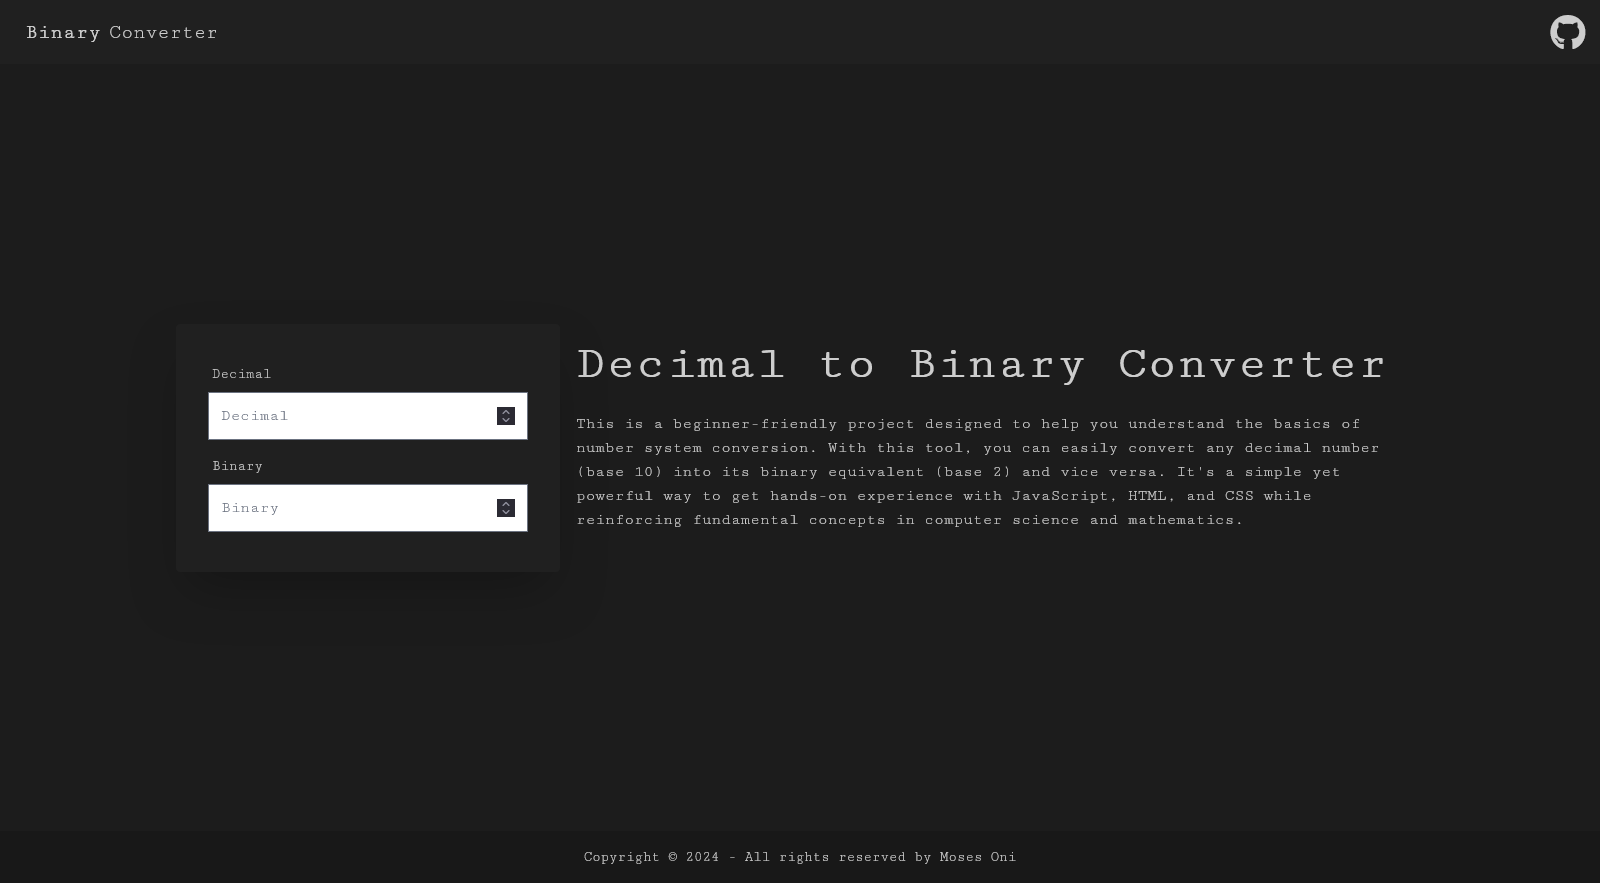 Binary Converter
Decimal
Decimal
Binary
Binary
Decimal to Binary Converter
This is a beginner-friendly project designed to help you understand the basics of
number system conversion. With this tool, you can easily convert any decimal number
(base 10) into its binary equivalent (base 2) and vice versa. It's a simple yet
powerful way to get hands-on experience with JavaScript, HTML, and CSS while
reinforcing fundamental concepts in computer science and mathematics.
Copyright © 2024 - All rights reserved by Moses Oni